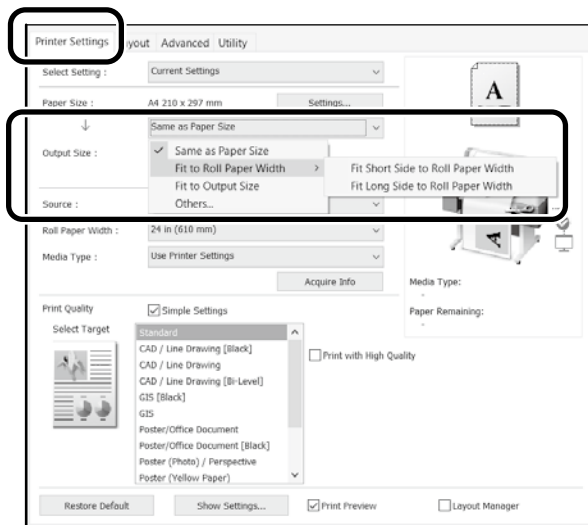 Printer Settings yout Advanced Utility
Select Setting : Current Settings
Paper Size : A4 210 x 297 mm Settings...
Same as Paper Size
Output Size :
Same as Paper Size
Fit to Roll Paper Width Fit Short Side to Roll Paper Width
Fit to Output Size Fit Long Side to Roll Paper Width
Others...
Source :
Roll Paper Width : 24 in (610 mm)
Media Type : Use Printer Settings
Acquire Info
Media Type:
-
Paper Remaining:
-
Print Quality Simple Settings
Select Target
Standard
CAD / Line Drawing [Black]
CAD / Line Drawing
CAD / Line Drawing [Bi-Level]
GIS [Black]
GIS
Poster/Office Document
Poster/Office Document [Black]
Poster (Photo) / Perspective
Poster (Yellow Paper)
Print with High Quality
Restore Default Show Settings... Print Preview Layout Manager
A
A